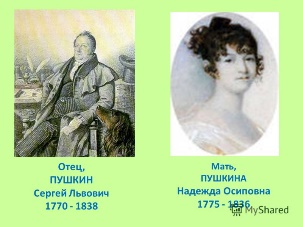 Отец,
ПУШКИН
Сергей Львович
1770 - 1838
Мать,
ПУШКИНА
Надежда Осиповна
1775 - 1836
MyShared